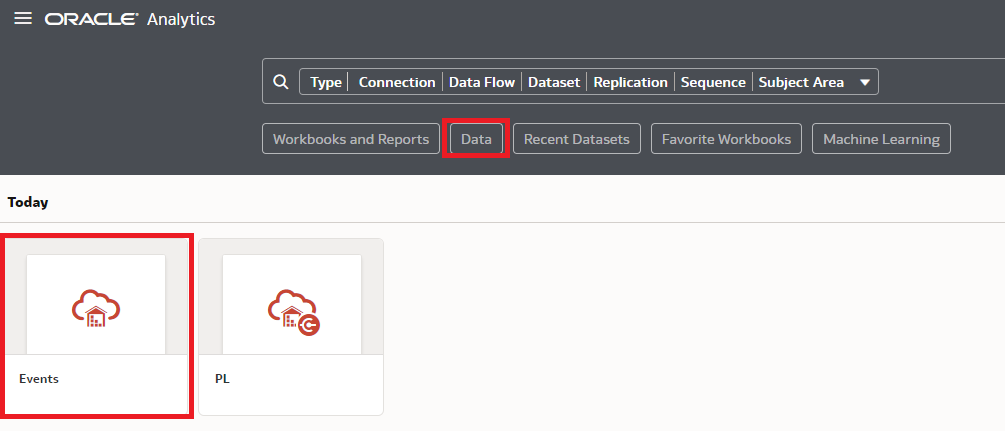 ORACLE Analytics
Type Connection Data Flow Dataset Replication Sequence Subject Area
Workbooks and Reports Data Recent Datasets Favorite Workbooks Machine Learning
Today
Events PL